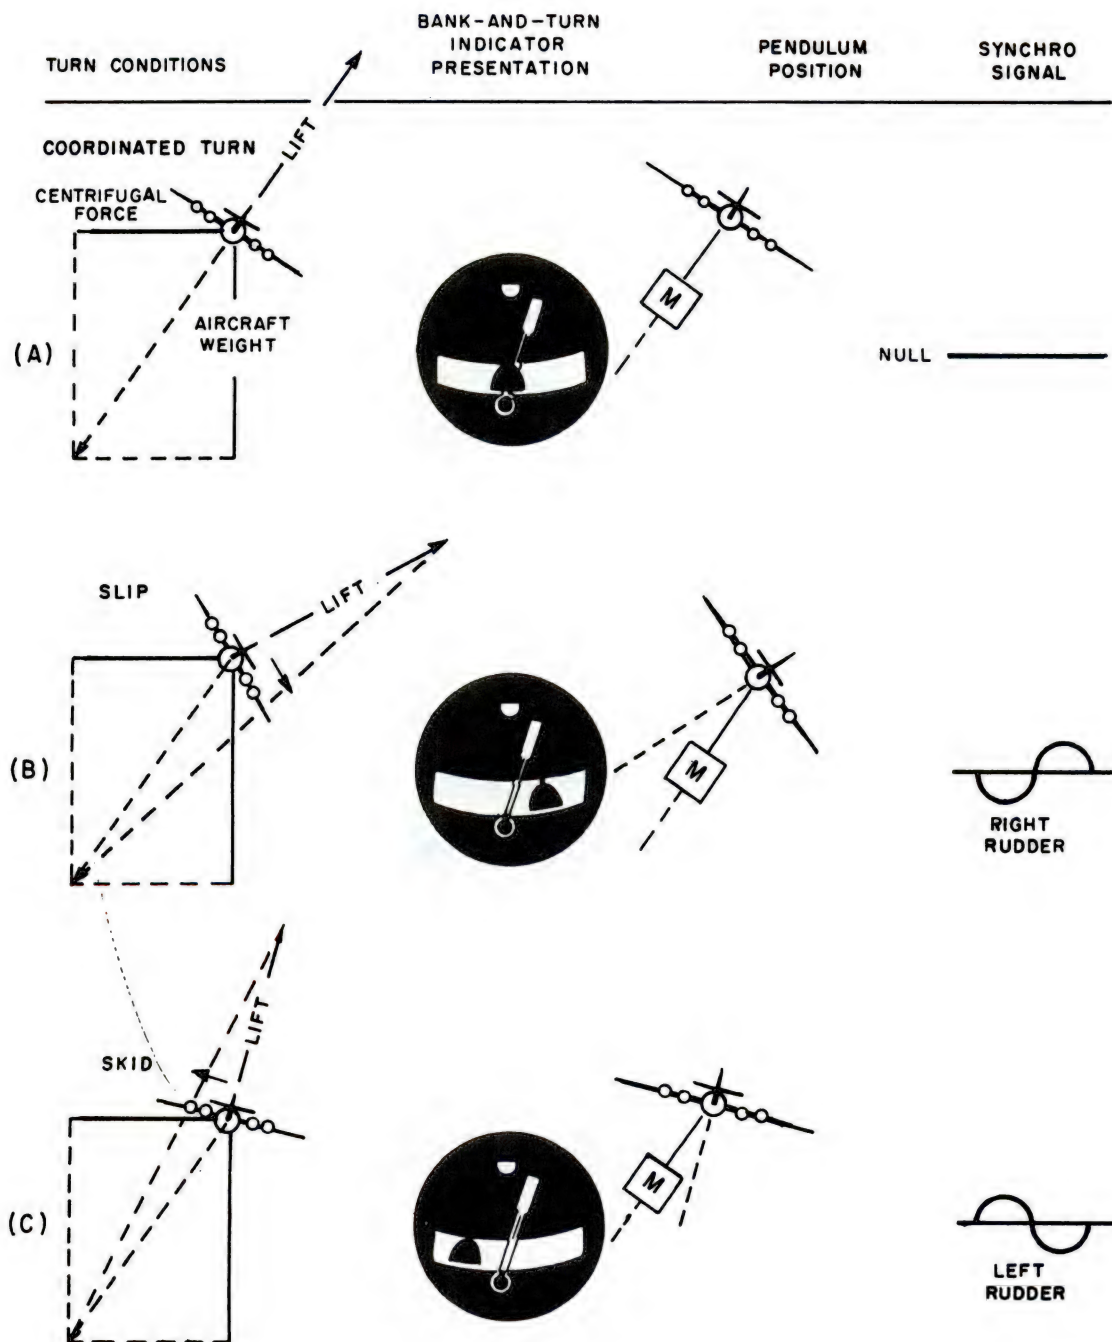 TURN CONDITIONS
BANK-AND-TURN
INDICATOR
PRESENTATION
PENDULUM
POSITION
SYNCHRO
SIGNAL
COORDINATED TURN
LIFT
CENTRIFUGAL
FORCE
AIRCRAFT
WEIGHT
(A)
M
NULL
SLIP
LIFT
(B)
M
RIGHT
RUDDER
SKID
LIFT
(C)
M
LEFT
RUDDER